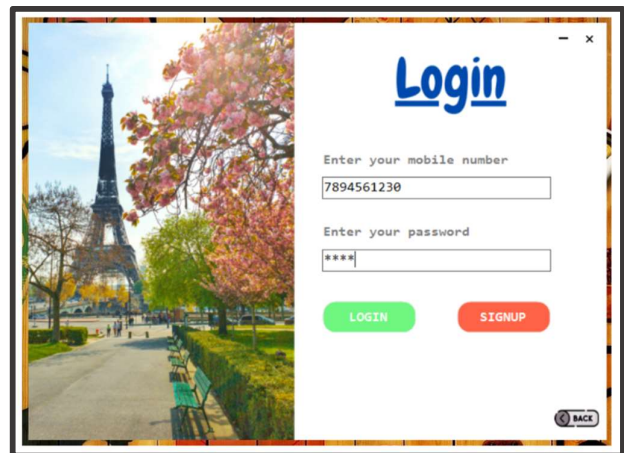 Login
Enter your mobile number
7894561230
Enter your password
****
LOGIN SIGNUP
BACK